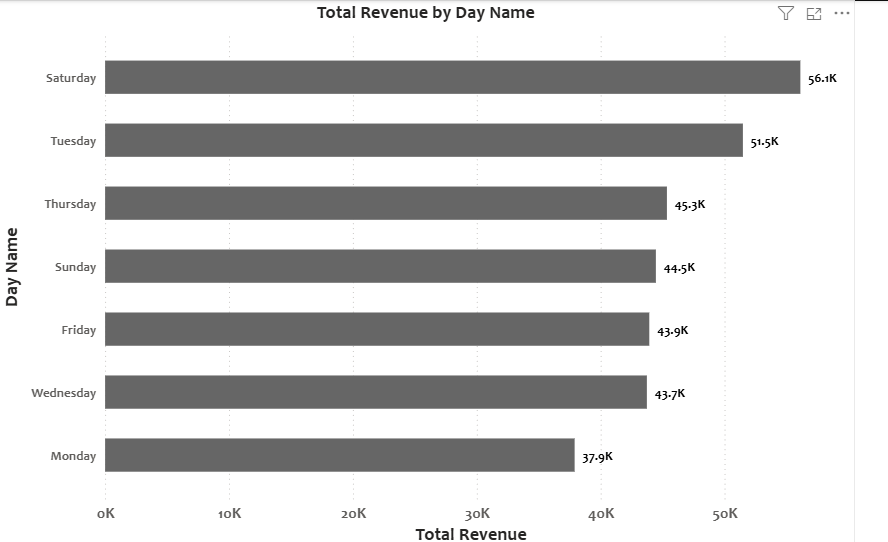 Total Revenue by Day Name
Saturday 56.1K
Tuesday 51.5K
Thursday 45.3K
Sunday 44.5K
Friday 43.9K
Wednesday 43.7K
Monday 37.9K
Day Name
0K 10K 20K 30K 40K 50K
Total Revenue